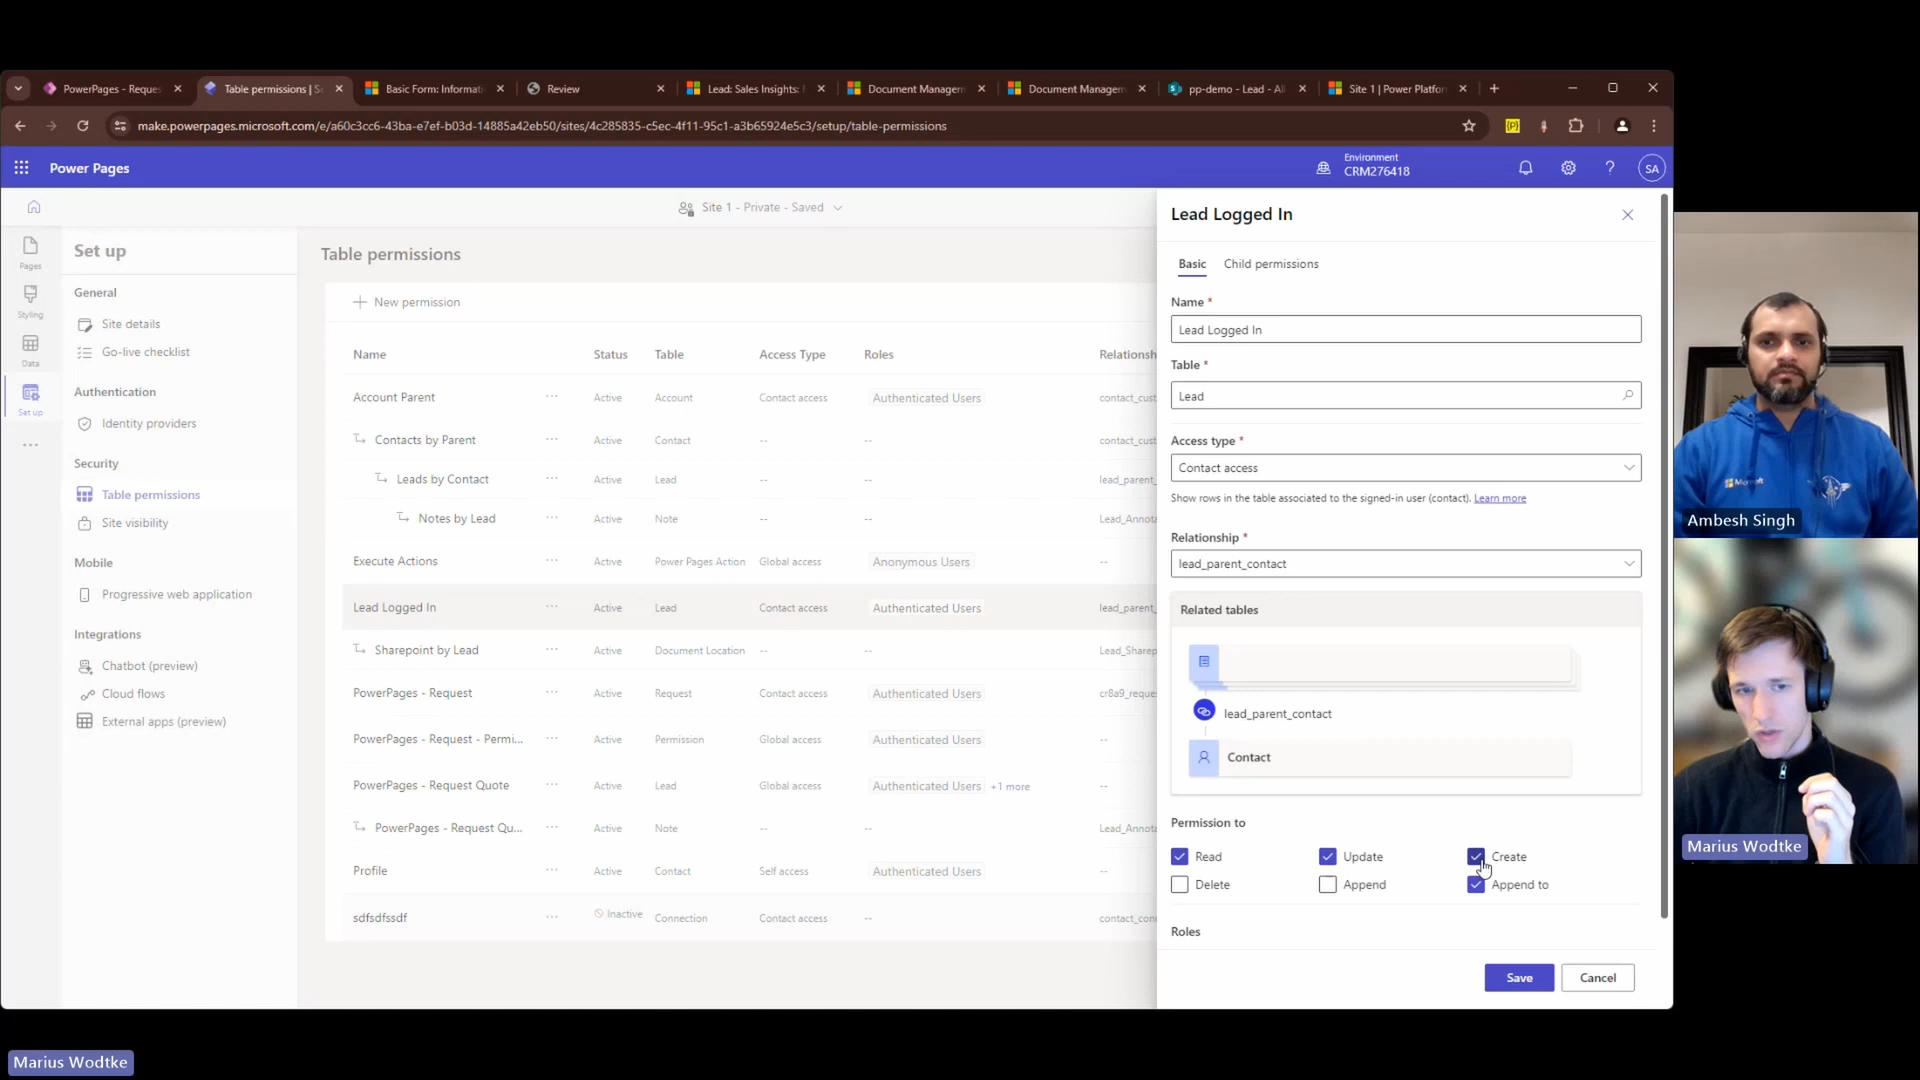 PowerPages - Reques
Table permissions | S
Basic Form: Informati
Review
Lead: Sales Insights:
Document Managem
Document Managem
pp-demo - Lead - All
Site 1 | Power Platfor
make.powerpages.microsoft.com/e/a60c3cc6-43ba-e7ef-b03d-14885a42eb50/sites/4c285835-c5ec-4f11-95c1-a3b65924e5c3/setup/table-permissions
Power Pages
Environment
CRM276418
SA
Site 1 - Private - Saved
Pages
Styling
Data
Set up
Set up
General
Site details
Go-live checklist
Authentication
Identity providers
Security
Table permissions
Site visibility
Mobile
Progressive web application
Integrations
Chatbot (preview)
Cloud flows
External apps (preview)
Table permissions
New permission
Name Status Table Access Type Roles Relationsh
Account Parent ... Active Account Contact access Authenticated Users contact_cust
Contacts by Parent ... Active Contact -- -- contact_cust
Leads by Contact ... Active Lead -- -- lead_parent_
Notes by Lead ... Active Note -- -- Lead_Annota
Execute Actions ... Active Power Pages Action Global access Anonymous Users --
Lead Logged In ... Active Lead Contact access Authenticated Users lead_parent_
Sharepoint by Lead ... Active Document Location -- -- Lead_Sharep
PowerPages - Request ... Active Request Contact access Authenticated Users cr8a9_reques
PowerPages - Request - Permi... ... Active Permission Global access Authenticated Users --
PowerPages - Request Quote ... Active Lead Global access Authenticated Users +1 more --
PowerPages - Request Qu... ... Active Note -- -- Lead_Annota
Profile ... Active Contact Self access Authenticated Users --
sdfsdfssdf ... Inactive Connection Contact access -- contact_con
Lead Logged In
Basic Child permissions
Name *
Lead Logged In
Table *
Lead
Access type *
Contact access
Show rows in the table associated to the signed-in user (contact). Learn more
Relationship *
lead_parent_contact
Related tables
lead_parent_contact
Contact
Permission to
Read Update Create
Delete Append Append to
Roles
Save Cancel
Microsoft
Ambesh Singh
Marius Wodtke
Marius Wodtke